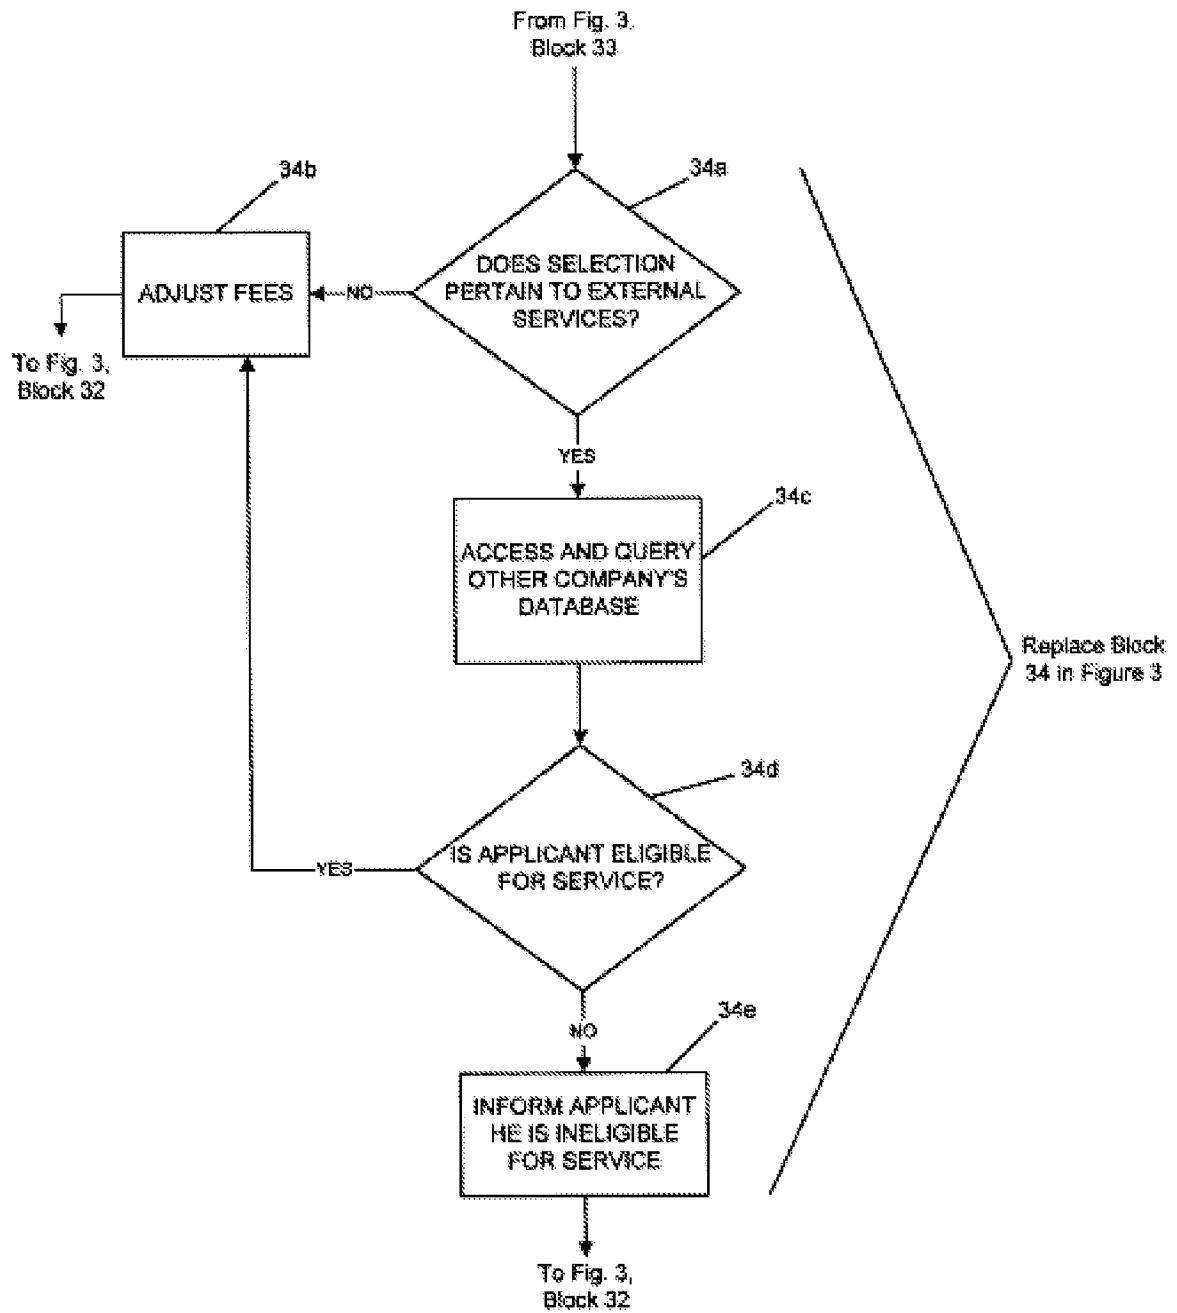 From Fig. 3,
Block 33
34a
34b
DOES SELECTION
PERTAIN TO EXTERNAL
SERVICES?
NO
ADJUST FEES
To Fig. 3,
Block 32
YES
34c
ACCESS AND QUERY
OTHER COMPANY'S
DATABASE
Replace Block
34 in Figure 3
34d
IS APPLICANT ELIGIBLE
FOR SERVICE?
YES
NO
34e
INFORM APPLICANT
HE IS INELIGIBLE
FOR SERVICE
To Fig. 3,
Block 32